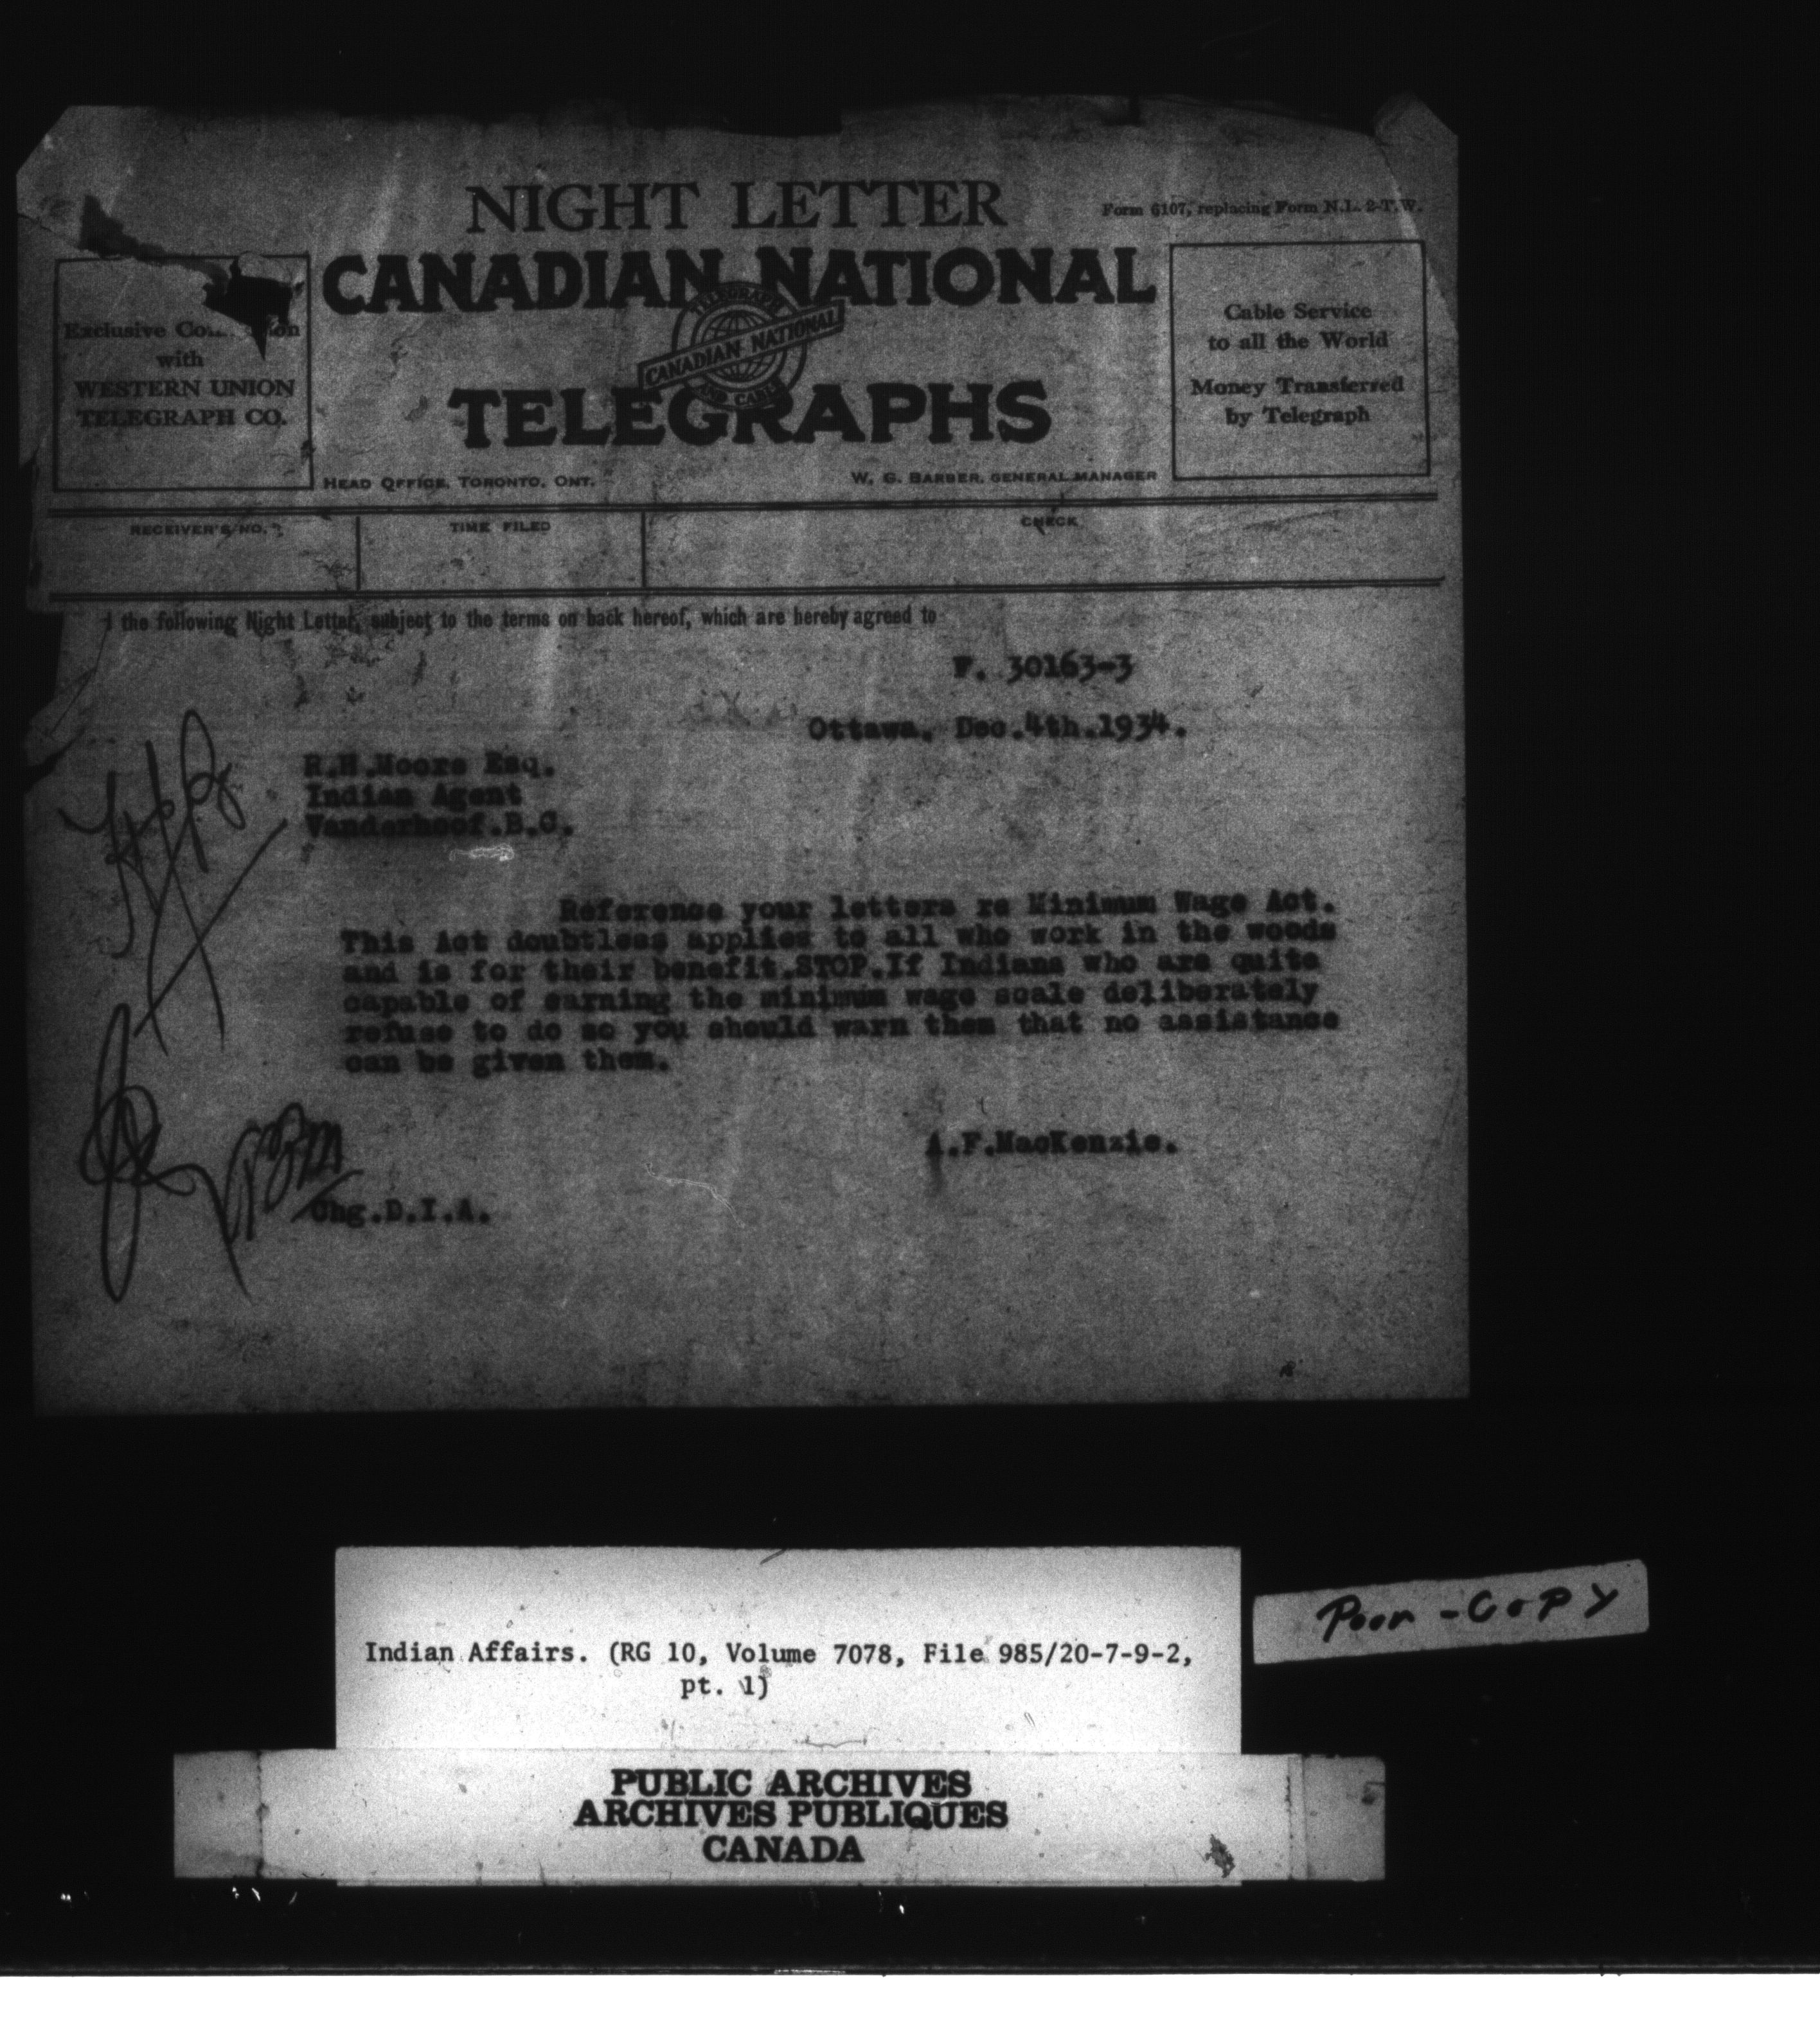 NIGHT LETTER
Form 6107, replacing Form N.L. 2-T.W.
CANADIAN NATIONAL
TELEGRAPH
CANADIAN NATIONAL
AND CABLE
TELEGRAPHS
Exclusive Con
with
WESTERN UNION
TELEGRAPH CO.
Cable Service
to all the World
Money Transferred
by Telegraph
HEAD OFFICE, TORONTO, ONT.
W. G. BARBER, GENERAL MANAGER
RECEIVER'S NO.
TIME FILED
CHECK
the following Night Letter, subject to the terms on back hereof, which are hereby agreed to
F. 30163-3
Ottawa, Dec.4th.1934.
R.H.Moore Esq.
Indian Agent
Vanderhoof.B.C.
Reference your letters re Minimum Wage Act.
This Act doubtless applies to all who work in the woods
and is for their benefit.STOP.If Indians who are quite
capable of earning the minimum wage scale deliberately
refuse to do so you should warn them that no assistance
can be given them.
A.F.MacKenzie.
Chg.D.I.A.
Indian Affairs. (RG 10, Volume 7078, File 985/20-7-9-2,
pt. 1)
Poor-Copy
PUBLIC ARCHIVES
ARCHIVES PUBLIQUES
CANADA